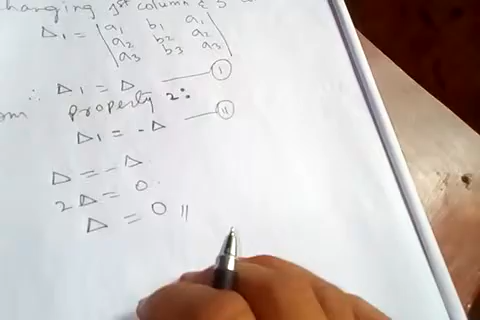 changing 1st column &
Δ₁ = | a₁ b₁ a₁ |
| a₂ b₂ a₂ |
| a₃ b₃ a₃ |
∴ Δ₁ = Δ — (I)
Property 2:
Δ₁ = -Δ — (II)
Δ = -Δ
2Δ = 0.
Δ = 0 ||